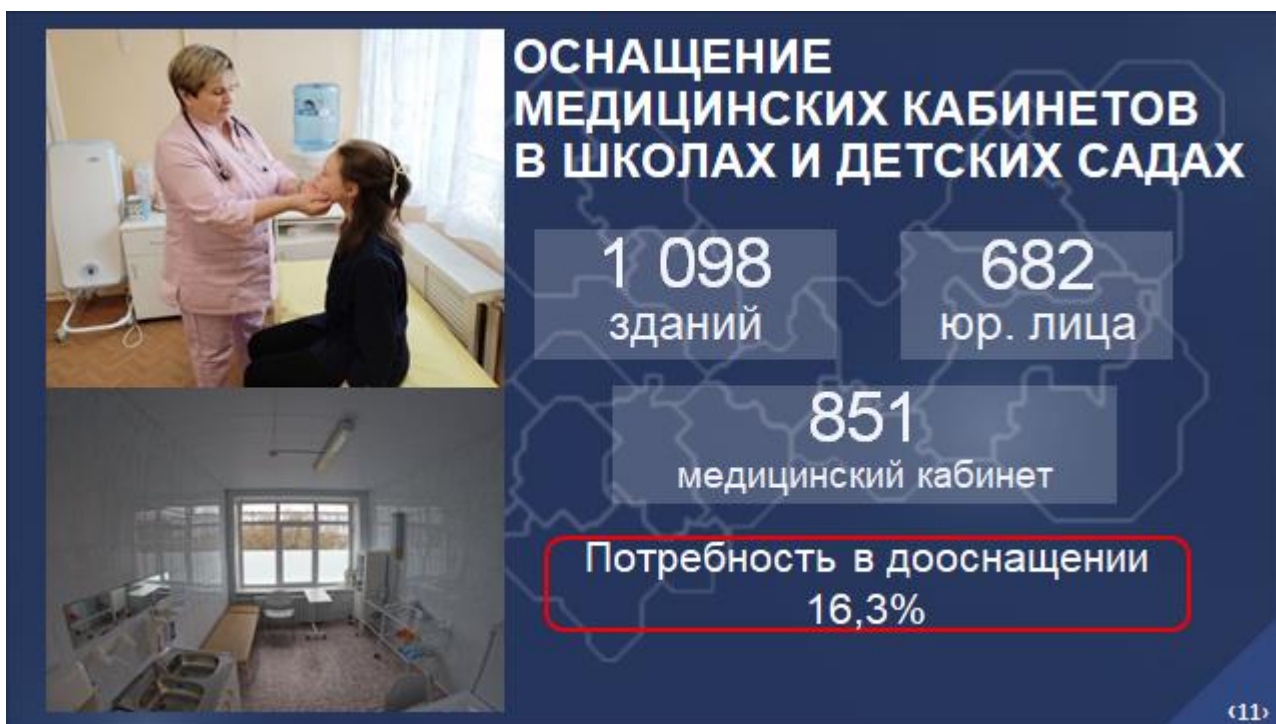 ОСНАЩЕНИЕ
МЕДИЦИНСКИХ КАБИНЕТОВ
В ШКОЛАХ И ДЕТСКИХ САДАХ
1 098
зданий
682
юр. лица
851
медицинский кабинет
Потребность в дооснащении
16,3%
‹11›